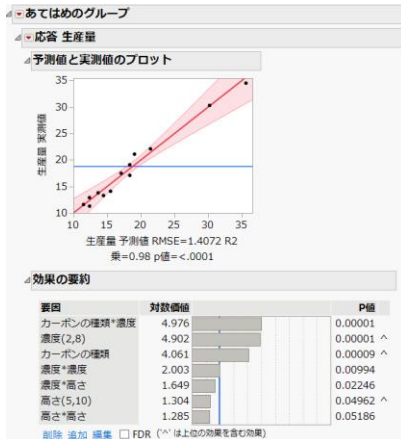 あてはめのグループ
応答 生産量
予測値と実測値のプロット
35
30
25
20
15
10
生産量 実測値
10 15 20 25 30 35
生産量 予測値 RMSE=1.4072 R2
乗=0.98 p値=<.0001
効果の要約
要因 対数価値 P値
カーボンの種類*濃度 4.976 0.00001
濃度(2,8) 4.902 0.00001 ^
カーボンの種類 4.061 0.00009 ^
濃度*濃度 2.003 0.00994
濃度*高さ 1.649 0.02246
高さ(5,10) 1.304 0.04962 ^
高さ*高さ 1.285 0.05186
削除 追加 編集 FDR ('^' は上位の効果を含む効果)